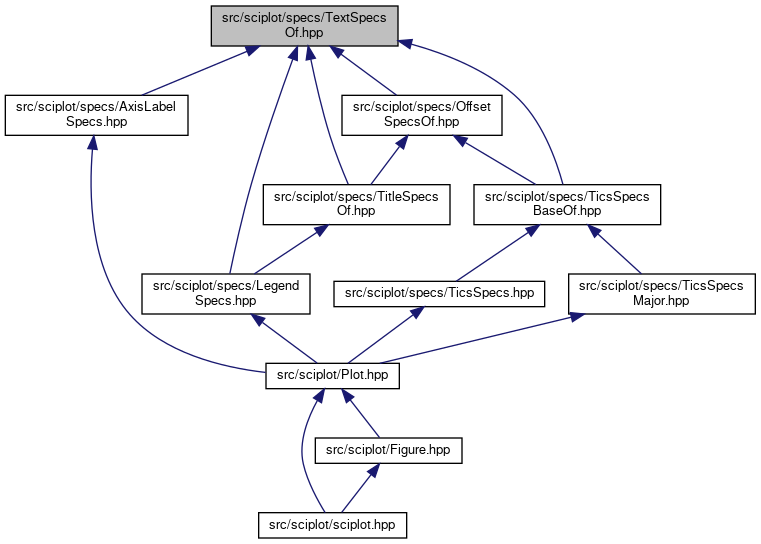 src/sciplot/specs/TextSpecs
Of.hpp
src/sciplot/specs/AxisLabel
Specs.hpp
src/sciplot/specs/Offset
SpecsOf.hpp
src/sciplot/specs/TitleSpecs
Of.hpp
src/sciplot/specs/TicsSpecs
BaseOf.hpp
src/sciplot/specs/Legend
Specs.hpp
src/sciplot/specs/TicsSpecs.hpp
src/sciplot/specs/TicsSpecs
Major.hpp
src/sciplot/Plot.hpp
src/sciplot/Figure.hpp
src/sciplot/sciplot.hpp